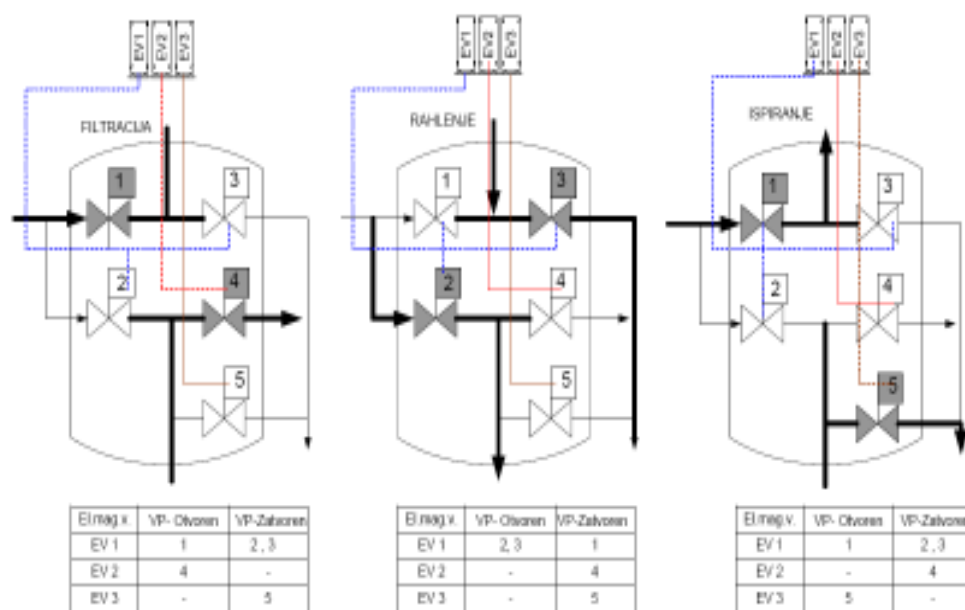 EV1 EV2 EV3
FILTRACIJA
1 3
2 4
5
El.mag.v. VP- Otvoren VP-Zatvoren
EV 1 1 2 , 3
EV 2 4 -
EV 3 - 5
EV1 EV2 EV3
RAHLENJE
1 3
2 4
5
El.mag.v. VP- Otvoren VP-Zatvoren
EV 1 2, 3 1
EV 2 - 4
EV 3 - 5
EV1 EV2 EV3
ISPIRANJE
1 3
2 4
5
El.mag.v. VP- Otvoren VP-Zatvoren
EV 1 1 2, 3
EV 2 - 4
EV 3 5 -